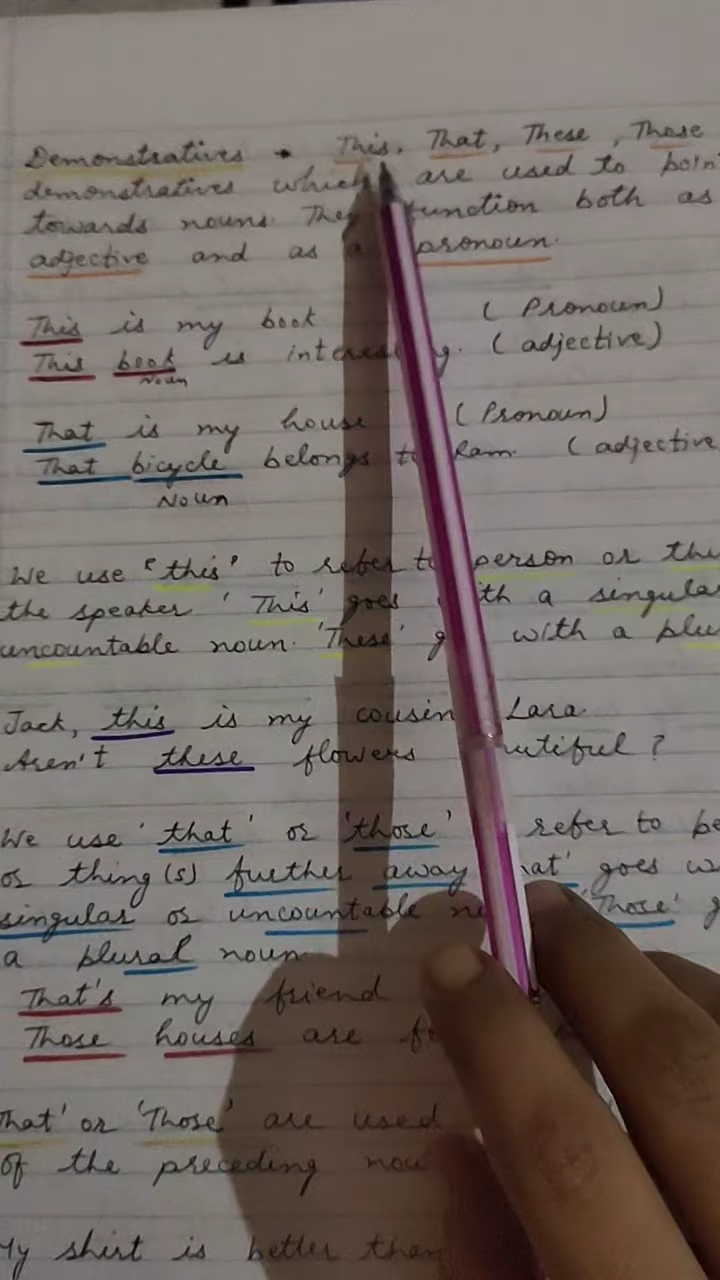 Demonstratives → This, That, These, Those
demonstratives which are used to poin
towards nouns. They function both as
adjective and as a pronoun.
This is my book (Pronoun)
This book is interesting. (adjective)
Noun
That is my house (Pronoun)
That bicycle belongs to Ram. (adjective
Noun
We use "this" to refer to person or thi
the speaker 'This' goes with a singula
uncountable noun. 'These' g with a plu
Jack, this is my cousin Lara.
Aren't these flowers beautiful?
We use 'that' or 'those' refer to pe
or thing(s) further away 'hat' goes w
singular or uncountable 'Those' g
a plural noun.
That's my friend
Those houses are
That' or 'Those' are used
of the preceding nou
My shirt is better than